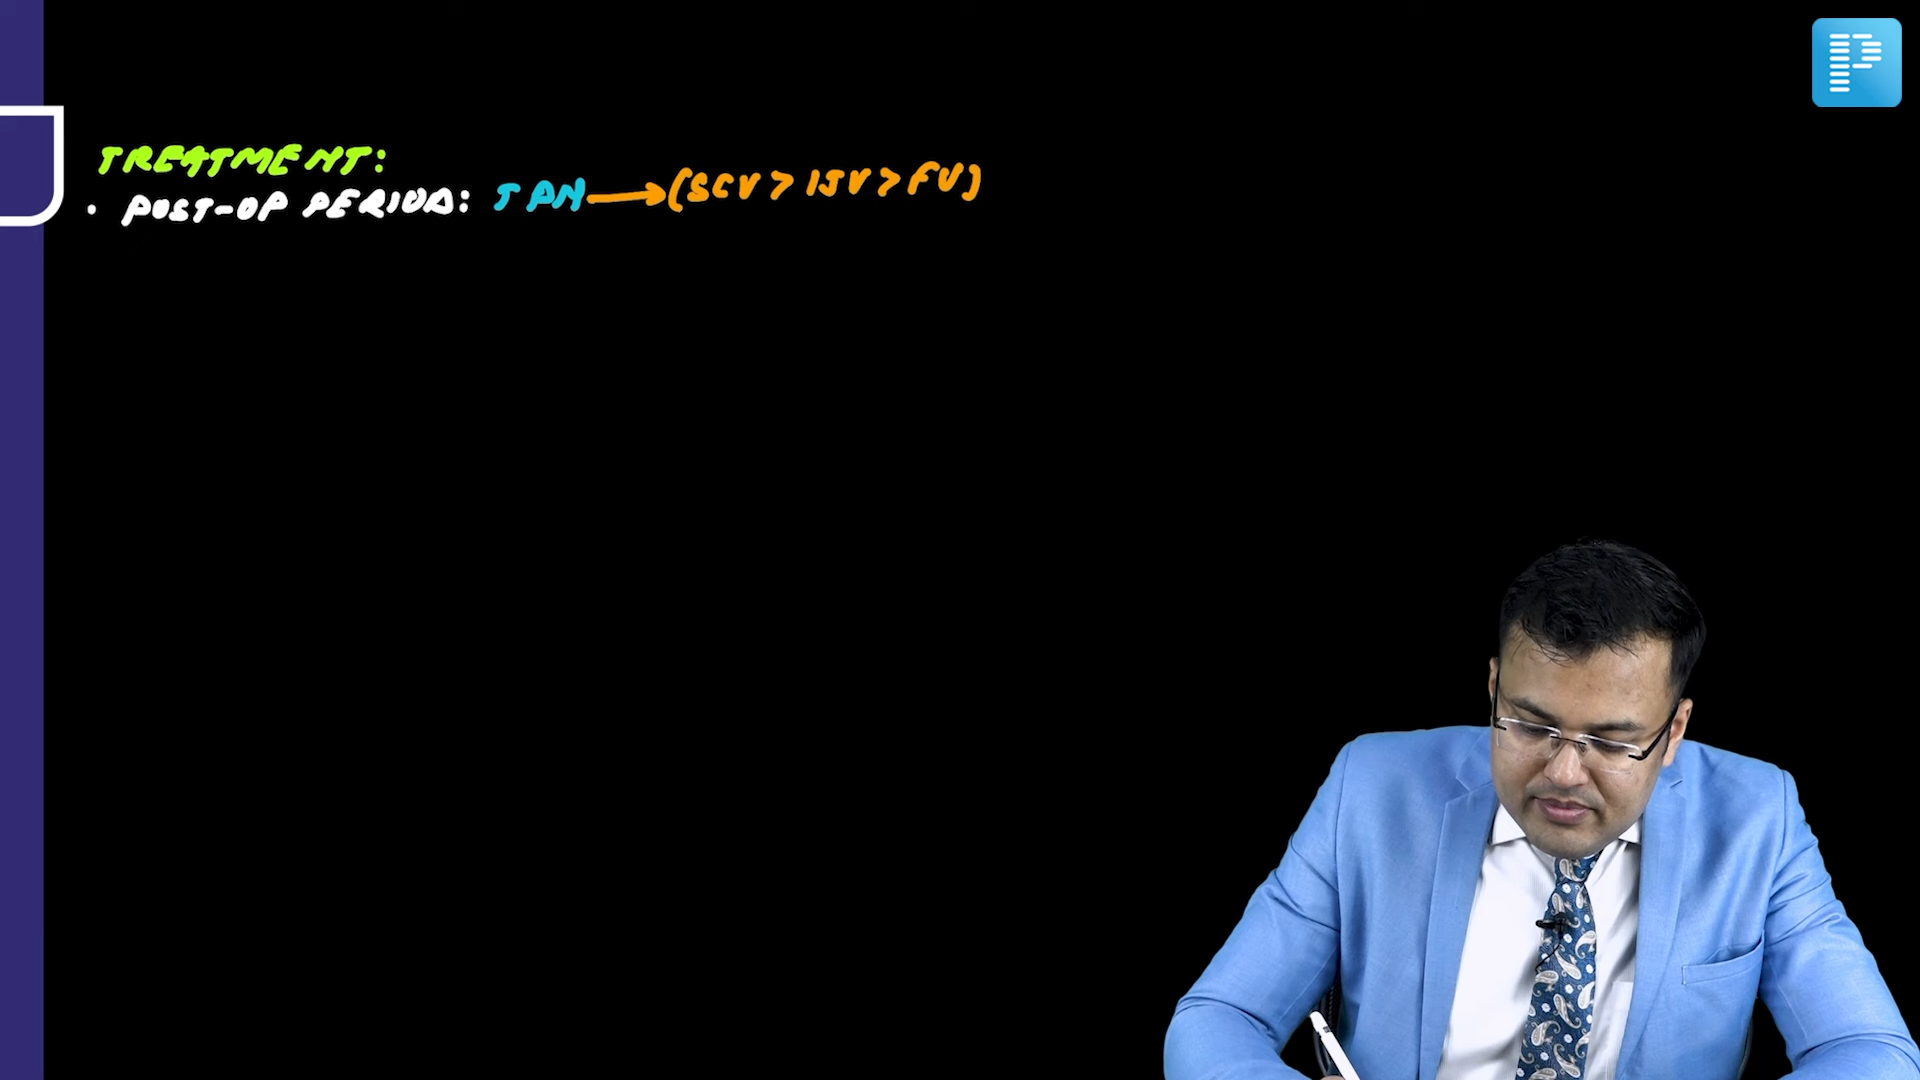 TREATMENT:
• POST-OP PERIOD: TPN → (SCV > IJV > FV)